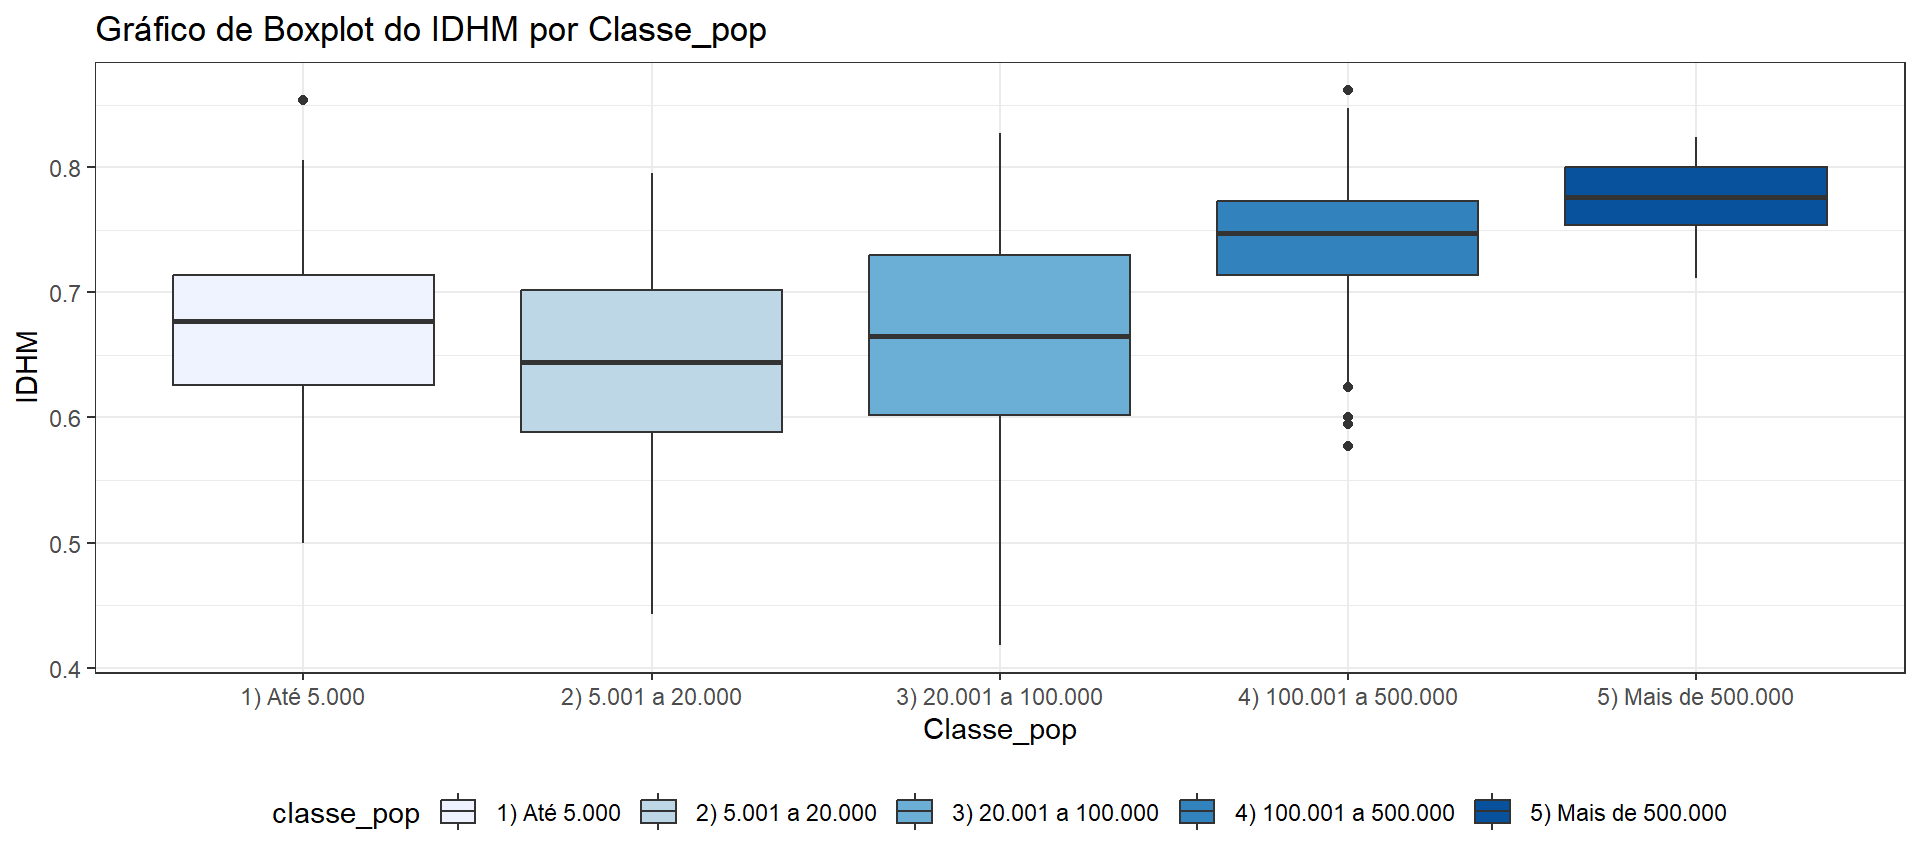 Gráfico de Boxplot do IDHM por Classe_pop
IDHM
0.8
0.7
0.6
0.5
0.4
1) Até 5.000 2) 5.001 a 20.000 3) 20.001 a 100.000 4) 100.001 a 500.000 5) Mais de 500.000
Classe_pop
classe_pop 1) Até 5.000 2) 5.001 a 20.000 3) 20.001 a 100.000 4) 100.001 a 500.000 5) Mais de 500.000